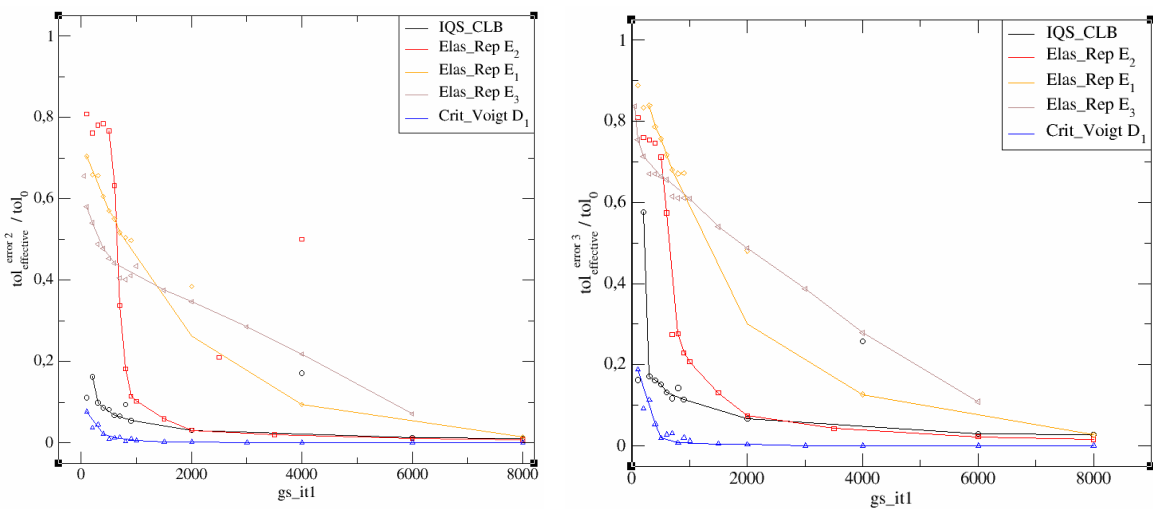 IQS_CLB
Elas_Rep E2
Elas_Rep E1
Elas_Rep E3
Crit_Voigt D1
1
0,8
0,6
0,4
0,2
0
0 2000 4000 6000 8000
gs_it1
tol effective error 2 / tol0
IQS_CLB
Elas_Rep E2
Elas_Rep E1
Elas_Rep E3
Crit_Voigt D1
1
0,8
0,6
0,4
0,2
0
0 2000 4000 6000 8000
gs_it1
tol effective error 3 / tol0